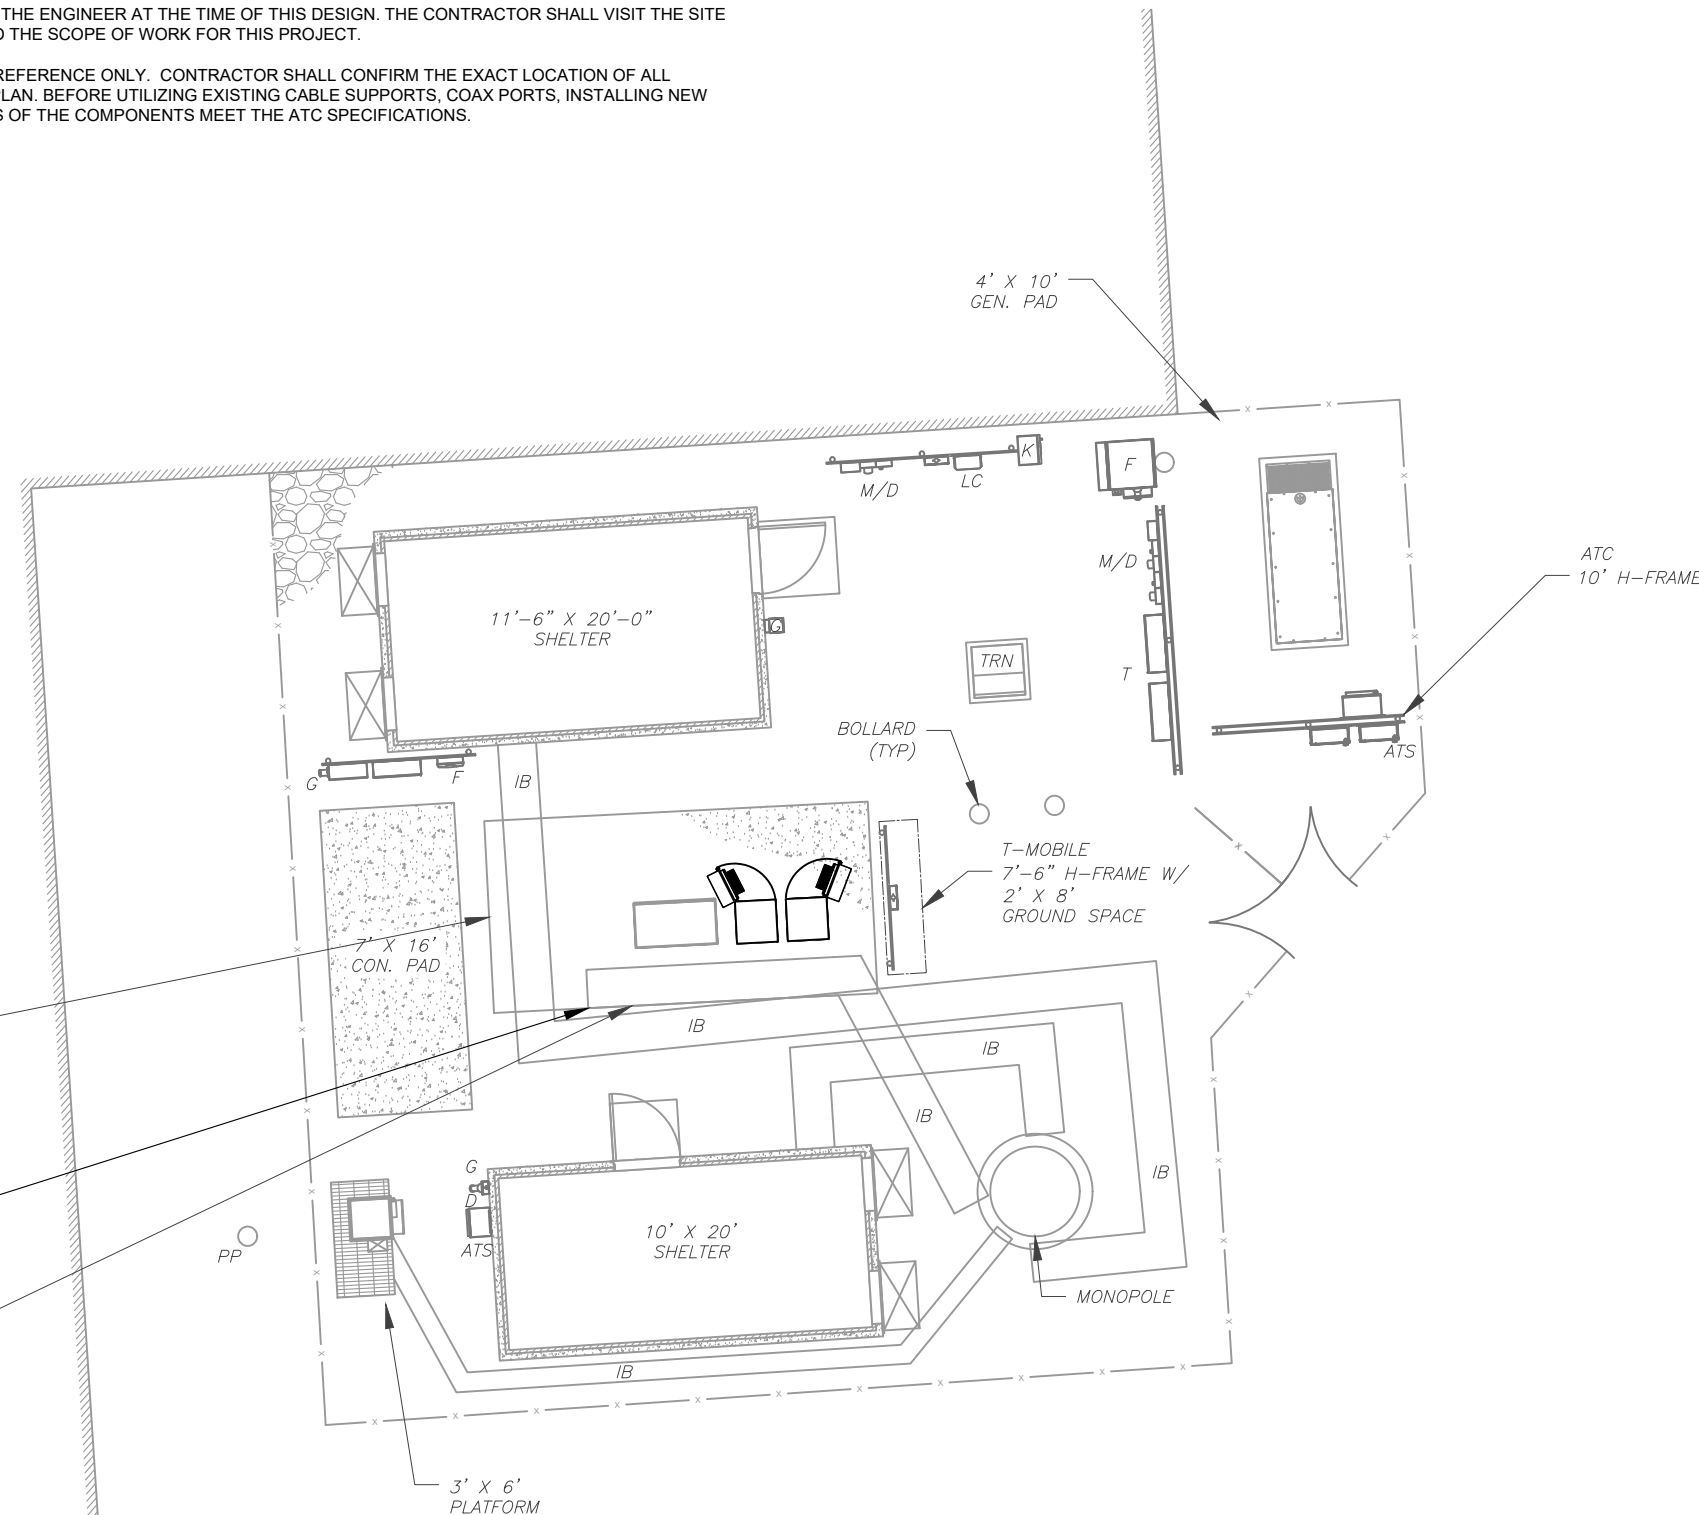 THE ENGINEER AT THE TIME OF THIS DESIGN. THE CONTRACTOR SHALL VISIT THE SITE
THE SCOPE OF WORK FOR THIS PROJECT.
REFERENCE ONLY. CONTRACTOR SHALL CONFIRM THE EXACT LOCATION OF ALL
PLAN. BEFORE UTILIZING EXISTING CABLE SUPPORTS, COAX PORTS, INSTALLING NEW
S OF THE COMPONENTS MEET THE ATC SPECIFICATIONS.
4' X 10'
GEN. PAD
K
F
M/D
LC
M/D
ATC
10' H-FRAME
11'-6" X 20'-0"
SHELTER
G
TRN
T
BOLLARD
(TYP)
ATS
G
F
IB
T-MOBILE
7'-6" H-FRAME W/
2' X 8'
GROUND SPACE
7' X 16'
CON. PAD
IB
IB
IB
G
IB
D
10' X 20'
SHELTER
ATS
PP
MONOPOLE
IB
3' X 6'
PLATFORM